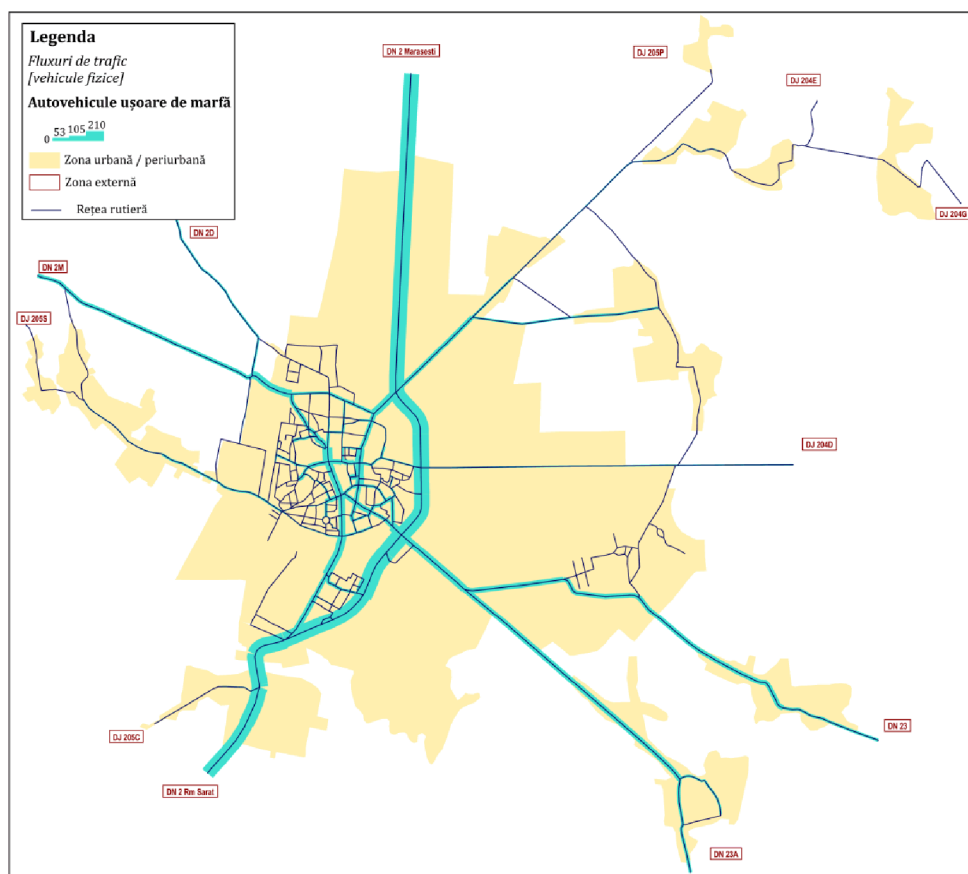 Legenda
Fluxuri de trafic
[vehicule fizice]
Autovehicule ușoare de marfă
0 53 105 210
Zona urbană / periurbană
Zona externă
Rețea rutieră
DN 2 Marasesti
DJ 205P
DJ 204E
DJ 204G
DN 2D
DN 2M
DJ 205S
DJ 204D
DJ 205C
DN 2 Rm Sarat
DN 23
DN 23A